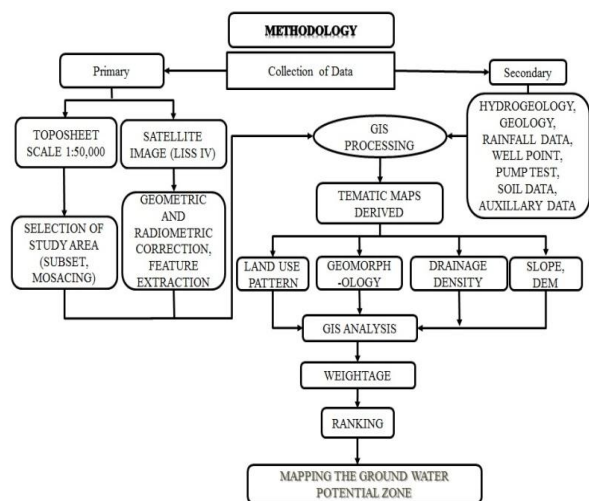 METHODOLOGY
Primary
Collection of Data
Secondary
TOPOSHEET
SCALE 1:50,000
SATELLITE
IMAGE (LISS IV)
GIS
PROCESSING
HYDROGEOLOGY,
GEOLOGY,
RAINFALL DATA,
WELL POINT,
PUMP TEST,
SOIL DATA,
AUXILLARY DATA
SELECTION OF
STUDY AREA
(SUBSET,
MOSACING)
GEOMETRIC
AND
RADIOMETRIC
CORRECTION,
FEATURE
EXTRACTION
TEMATIC MAPS
DERIVED
LAND USE
PATTERN
GEOMORPH
-OLOGY
DRAINAGE
DENSITY
SLOPE,
DEM
GIS ANALYSIS
WEIGHTAGE
RANKING
MAPPING THE GROUND WATER
POTENTIAL ZONE